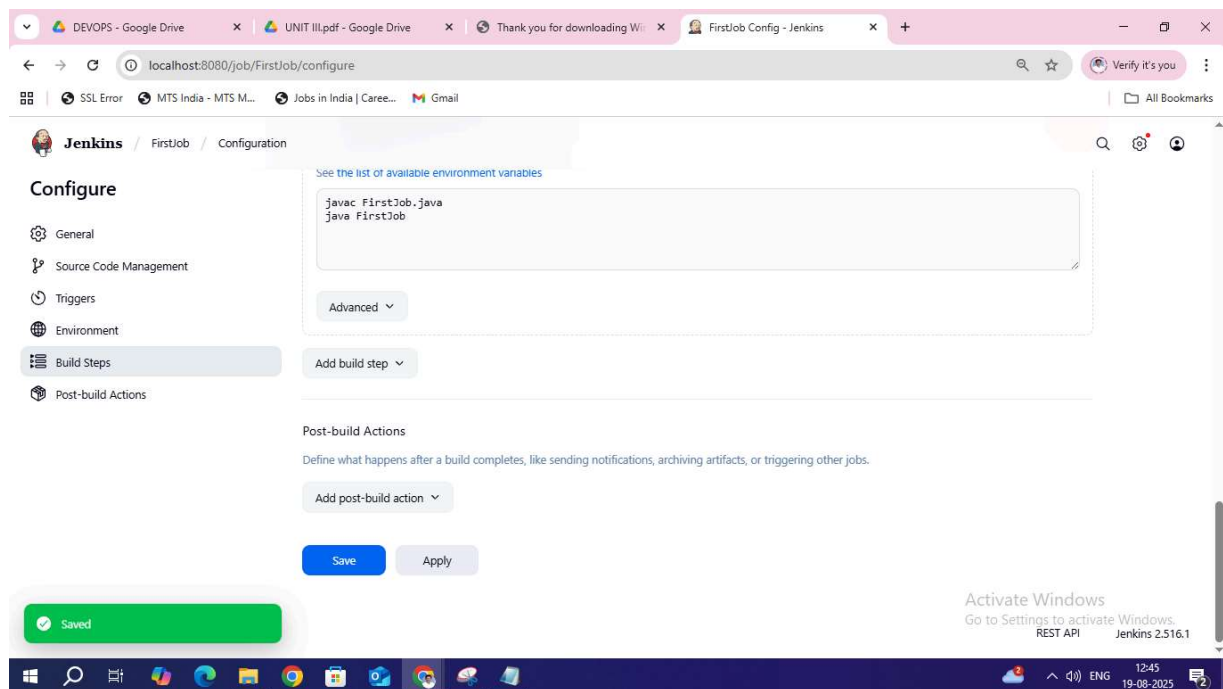 DEVOPS - Google Drive
UNIT III.pdf - Google Drive
Thank you for downloading Wi
FirstJob Config - Jenkins
localhost:8080/job/FirstJob/configure
Verify it's you
SSL Error
MTS India - MTS M...
Jobs in India | Caree...
Gmail
All Bookmarks
Jenkins / FirstJob / Configuration
Configure
General
Source Code Management
Triggers
Environment
Build Steps
Post-build Actions
See the list of available environment variables
javac FirstJob.java
java FirstJob
Advanced
Add build step
Post-build Actions
Define what happens after a build completes, like sending notifications, archiving artifacts, or triggering other jobs.
Add post-build action
Save
Apply
Saved
Activate Windows
Go to Settings to activate Windows.
REST API
Jenkins 2.516.1
2
ENG
12:45
19-08-2025
2